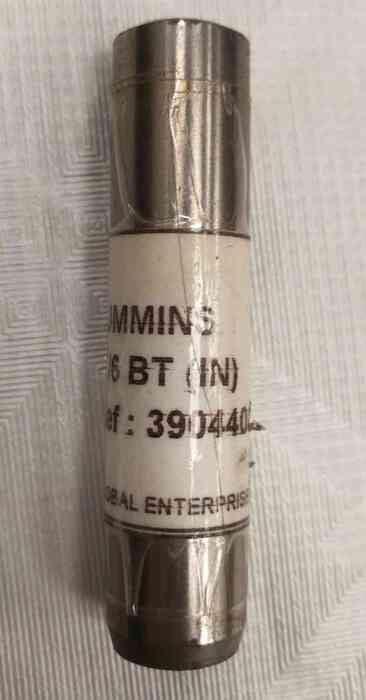 UMMINS
/6 BT (IN)
ef : 390440
OBAL ENTERPRIS